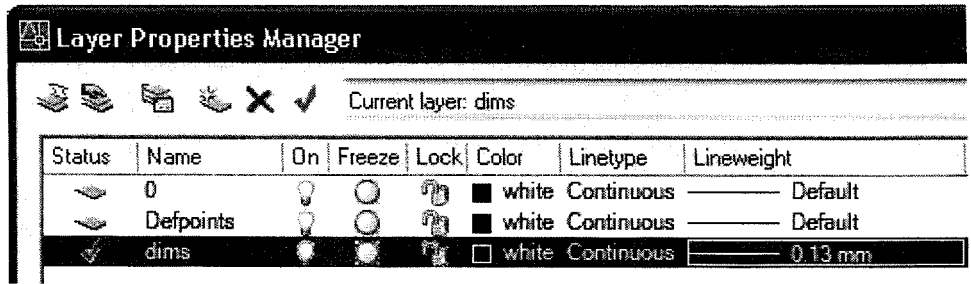 Layer Properties Manager
Current layer: dims
Status Name On Freeze Lock Color Linetype Lineweight
0 white Continuous Default
Defpoints white Continuous Default
dims white Continuous 0.13 mm